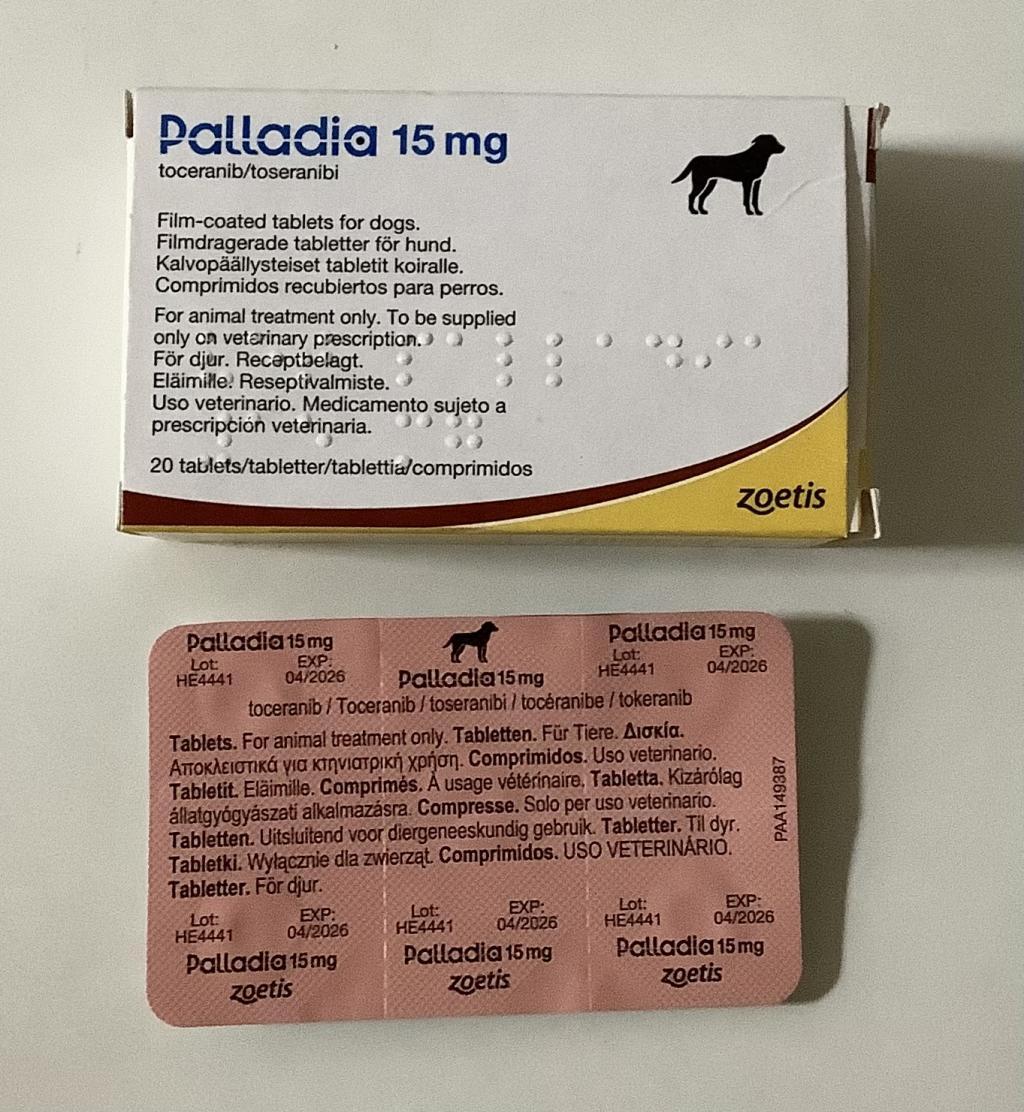 Palladia 15 mg
toceranib/toseranibi
Film-coated tablets for dogs.
Filmdragerade tabletter för hund.
Kalvopäällysteiset tabletit koiralle.
Comprimidos recubiertos para perros.
For animal treatment only. To be supplied
only on veterinary prescription.
För djur. Receptbelagt.
Eläimille. Reseptivalmiste.
Uso veterinario. Medicamento sujeto a
prescripción veterinaria.
20 tablets/tabletter/tablettia/comprimidos
zoetis
Palladia 15 mg
Lot: EXP:
HE4441 04/2026
Palladia 15 mg
Palladia 15 mg
Lot: EXP:
HE4441 04/2026
toceranib / Toceranib / toseranibi / tocéranibe / tokeranib
Tablets. For animal treatment only. Tabletten. Für Tiere. Δισκία.
Αποκλειστικά για κτηνιατρική χρήση. Comprimidos. Uso veterinario.
Tabletit. Eläimille. Comprimés. À usage vétérinaire. Tabletta. Kizárólag
állatgyógyászati alkalmazásra. Compresse. Solo per uso veterinario.
Tabletten. Uitsluitend voor diergeneeskundig gebruik. Tabletter. Til dyr.
Tabletki. Wyłącznie dla zwierząt. Comprimidos. USO VETERINÁRIO.
Tabletter. För djur.
PAA149387
Lot: EXP:
HE4441 04/2026
Palladia 15 mg
zoetis
Lot: EXP:
HE4441 04/2026
Palladia 15 mg
zoetis
Lot: EXP:
HE4441 04/2026
Palladia 15 mg
zoetis